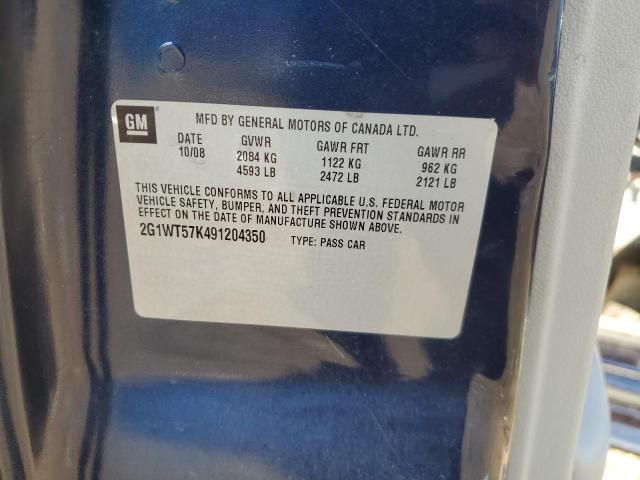 GM
MFD BY GENERAL MOTORS OF CANADA LTD.
DATE GVWR GAWR FRT GAWR RR
10/08 2084 KG 1122 KG 962 KG
4593 LB 2472 LB 2121 LB
THIS VEHICLE CONFORMS TO ALL APPLICABLE U.S. FEDERAL MOTOR
VEHICLE SAFETY, BUMPER, AND THEFT PREVENTION STANDARDS IN
EFFECT ON THE DATE OF MANUFACTURE SHOWN ABOVE.
2G1WT57K491204350 TYPE: PASS CAR